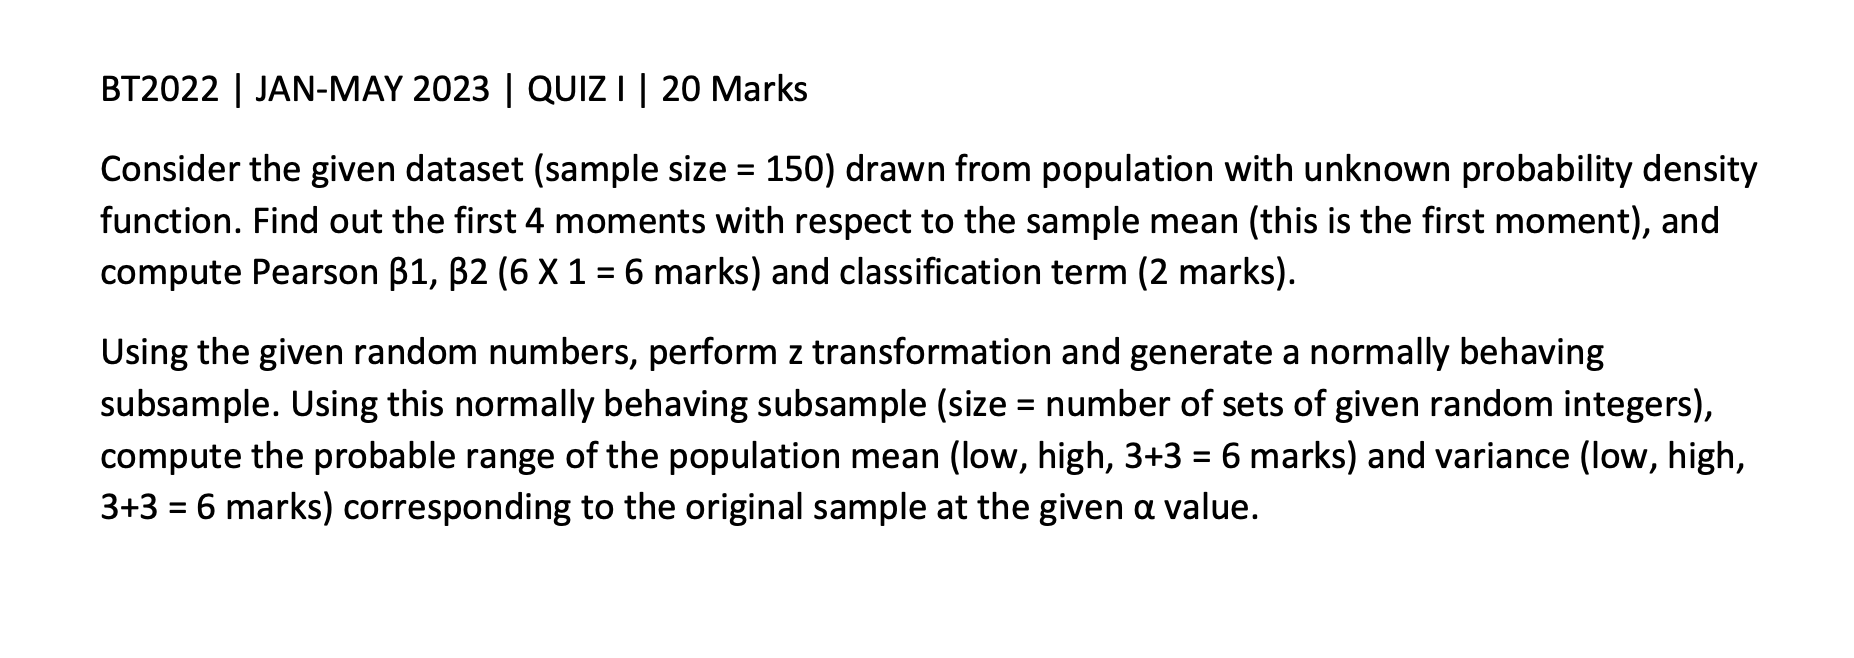 BT2022 | JAN-MAY 2023 | QUIZ I | 20 Marks
Consider the given dataset (sample size = 150) drawn from population with unknown probability density
function. Find out the first 4 moments with respect to the sample mean (this is the first moment), and
compute Pearson β1, β2 (6 X 1 = 6 marks) and classification term (2 marks).
Using the given random numbers, perform z transformation and generate a normally behaving
subsample. Using this normally behaving subsample (size = number of sets of given random integers),
compute the probable range of the population mean (low, high, 3+3 = 6 marks) and variance (low, high,
3+3 = 6 marks) corresponding to the original sample at the given α value.